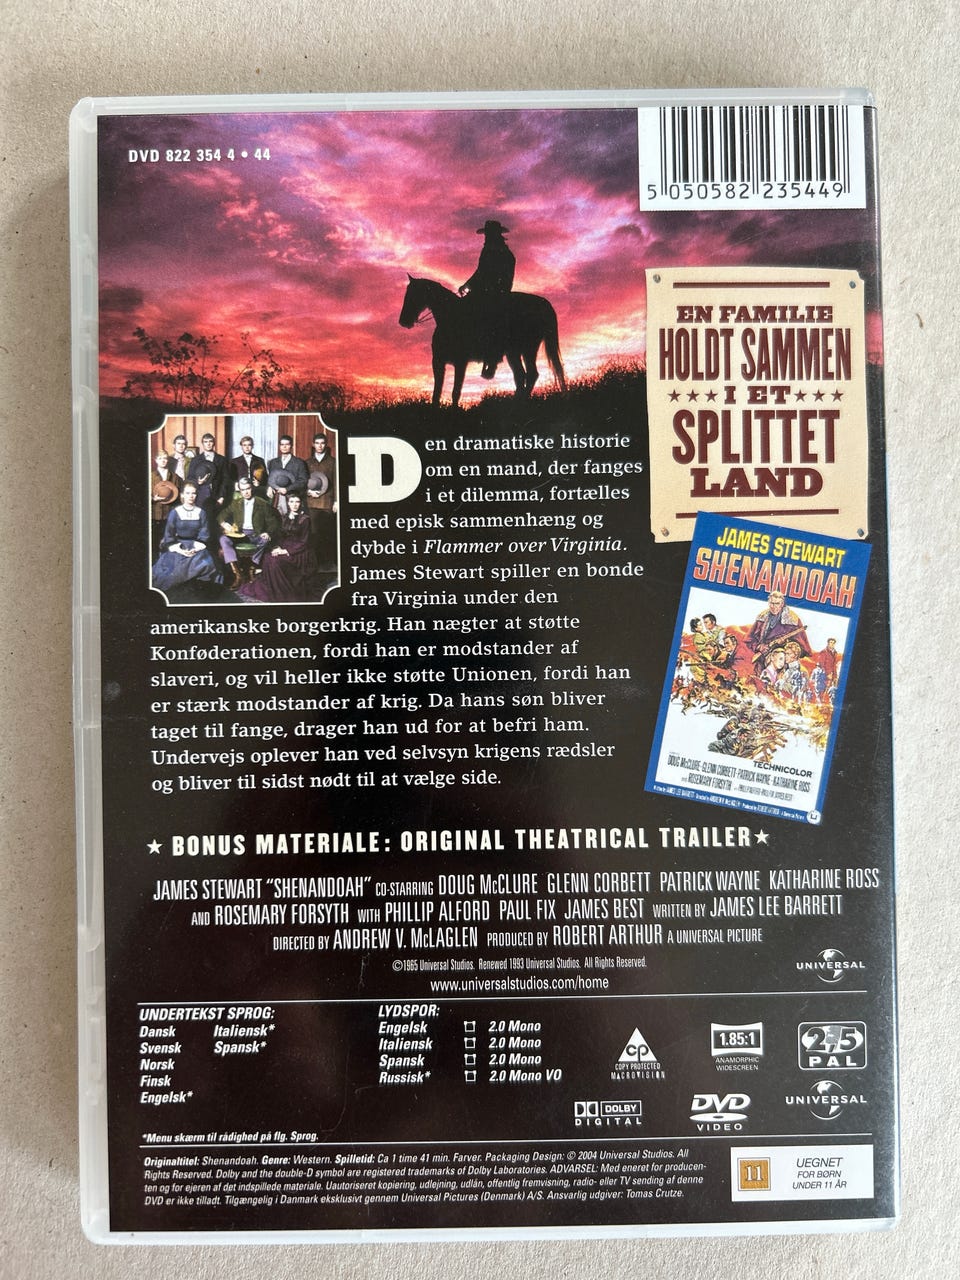 DVD 822 354 4 • 44
5 050582 235449
EN FAMILIE
HOLDT SAMMEN
★★★ I ET ★★★
SPLITTET
LAND
Den dramatiske historie
om en mand, der fanges
i et dilemma, fortælles
med episk sammenhæng og
dybde i Flammer over Virginia.
James Stewart spiller en bonde
fra Virginia under den
amerikanske borgerkrig. Han nægter at støtte
Konføderationen, fordi han er modstander af
slaveri, og vil heller ikke støtte Unionen, fordi han
er stærk modstander af krig. Da hans søn bliver
taget til fange, drager han ud for at befri ham.
Undervejs oplever han ved selvsyn krigens rædsler
og bliver til sidst nødt til at vælge side.
JAMES STEWART
SHENANDOAH
TECHNICOLOR
DOUG McCLURE · GLENN CORBETT · PATRICK WAYNE · KATHARINE ROSS
ROSEMARY FORSYTH
★ BONUS MATERIALE: ORIGINAL THEATRICAL TRAILER ★
JAMES STEWART "SHENANDOAH" CO-STARRING DOUG McCLURE GLENN CORBETT PATRICK WAYNE KATHARINE ROSS
AND ROSEMARY FORSYTH WITH PHILLIP ALFORD PAUL FIX JAMES BEST WRITTEN BY JAMES LEE BARRETT
DIRECTED BY ANDREW V. McLAGLEN PRODUCED BY ROBERT ARTHUR A UNIVERSAL PICTURE
©1965 Universal Studios. Renewed 1993 Universal Studios. All Rights Reserved.
www.universalstudios.com/home
UNIVERSAL
UNDERTEKST SPROG:
Dansk Italiensk*
Svensk Spansk*
Norsk
Finsk
Engelsk*
*Menu skærm til rådighed på flg. Sprog.
LYDSPOR:
Engelsk 2.0 Mono
Italiensk 2.0 Mono
Spansk 2.0 Mono
Russisk* 2.0 Mono VO
CP
COPY PROTECTED
MACROVISION
1.85:1
ANAMORPHIC
WIDESCREEN
2,5
PAL
DOLBY
DIGITAL
DVD
VIDEO
UNIVERSAL
Originaltitel: Shenandoah. Genre: Western. Spilletid: Ca 1 time 41 min. Farver. Packaging Design: © 2004 Universal Studios. All
Rights Reserved. Dolby and the double-D symbol are registered trademarks of Dolby Laboratories. ADVARSEL: Med eneret for producen-
ten og for ejeren af det indspillede materiale. Uautoriseret kopiering, udlejning, udlån, offentlig fremvisning, radio- eller TV sending af denne
DVD er ikke tilladt. Tilgængelig i Danmark eksklusivt gennem Universal Pictures (Denmark) A/S. Ansvarlig udgiver: Tomas Crutze.
11
UEGNET
FOR BØRN
UNDER 11 ÅR